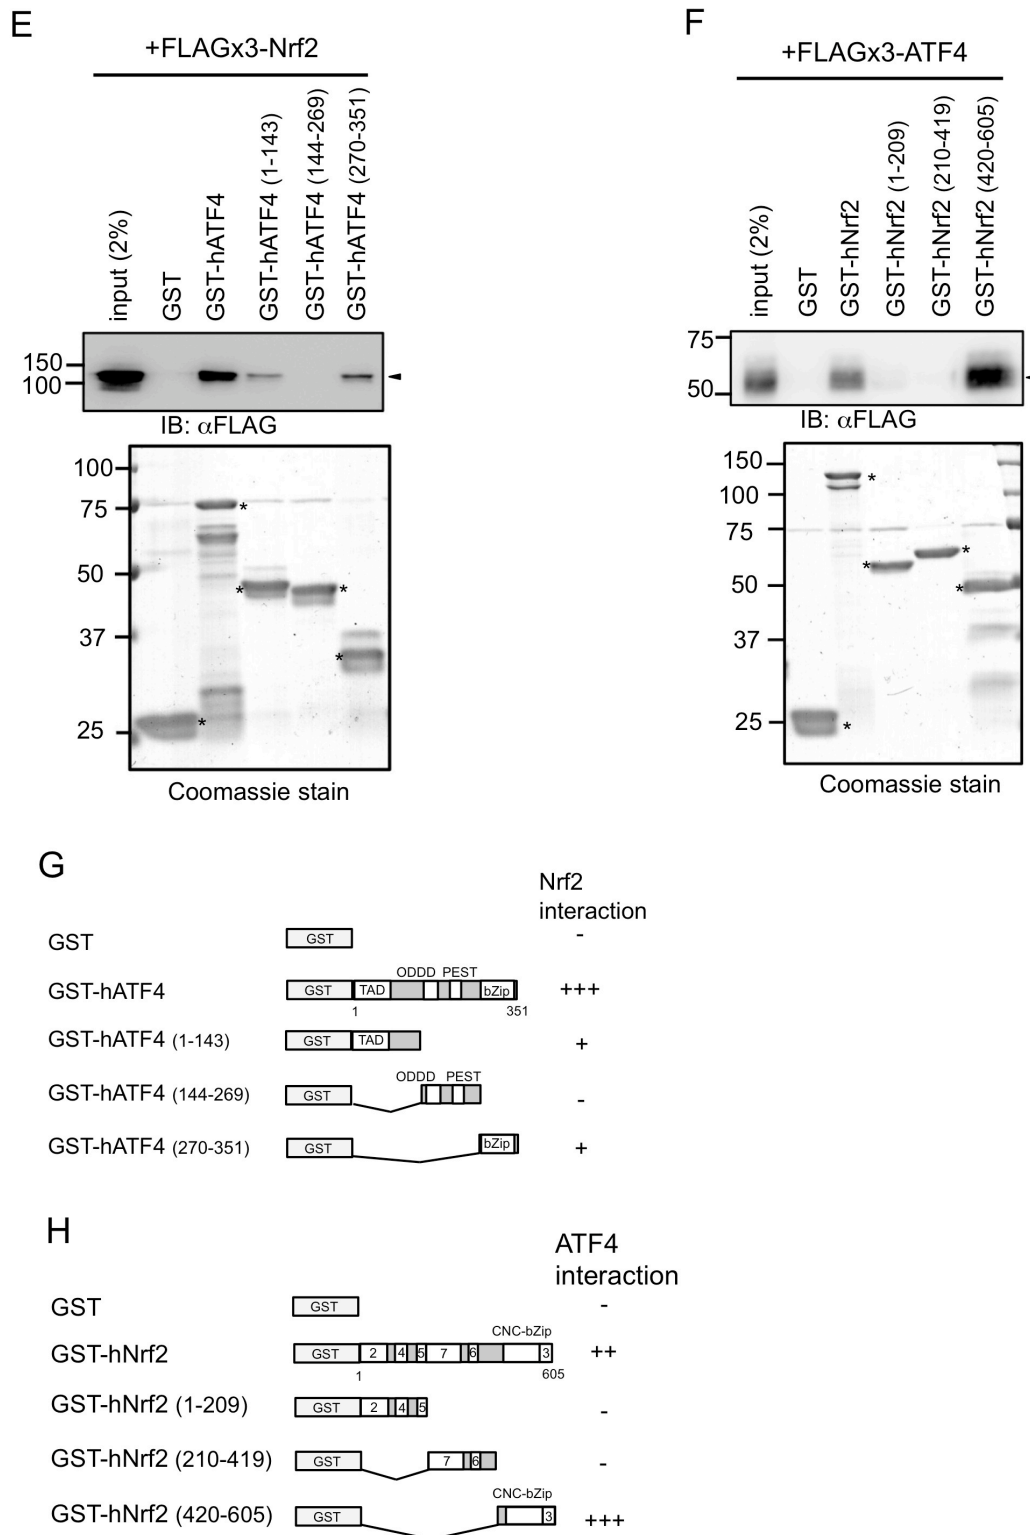 E
+FLAGx3-Nrf2
input (2%)
GST
GST-hATF4
GST-hATF4 (1-143)
GST-hATF4 (144-269)
GST-hATF4 (270-351)
150
100
IB: αFLAG
100
75
50
37
25
*
*
*
*
*
Coomassie stain
F
+FLAGx3-ATF4
input (2%)
GST
GST-hNrf2
GST-hNrf2 (1-209)
GST-hNrf2 (210-419)
GST-hNrf2 (420-605)
75
50
IB: αFLAG
150
100
75
50
37
25
*
*
*
*
*
Coomassie stain
G
Nrf2
interaction
GST GST -
ODDD PEST
GST-hATF4 GST TAD bZip +++
1 351
GST-hATF4 (1-143) GST TAD +
ODDD PEST
GST-hATF4 (144-269) GST -
GST-hATF4 (270-351) GST bZip +
H
ATF4
interaction
GST GST -
CNC-bZip
GST-hNrf2 GST 2 4 5 7 6 3 ++
1 605
GST-hNrf2 (1-209) GST 2 4 5 -
GST-hNrf2 (210-419) GST 7 6 -
CNC-bZip
GST-hNrf2 (420-605) GST 3 +++